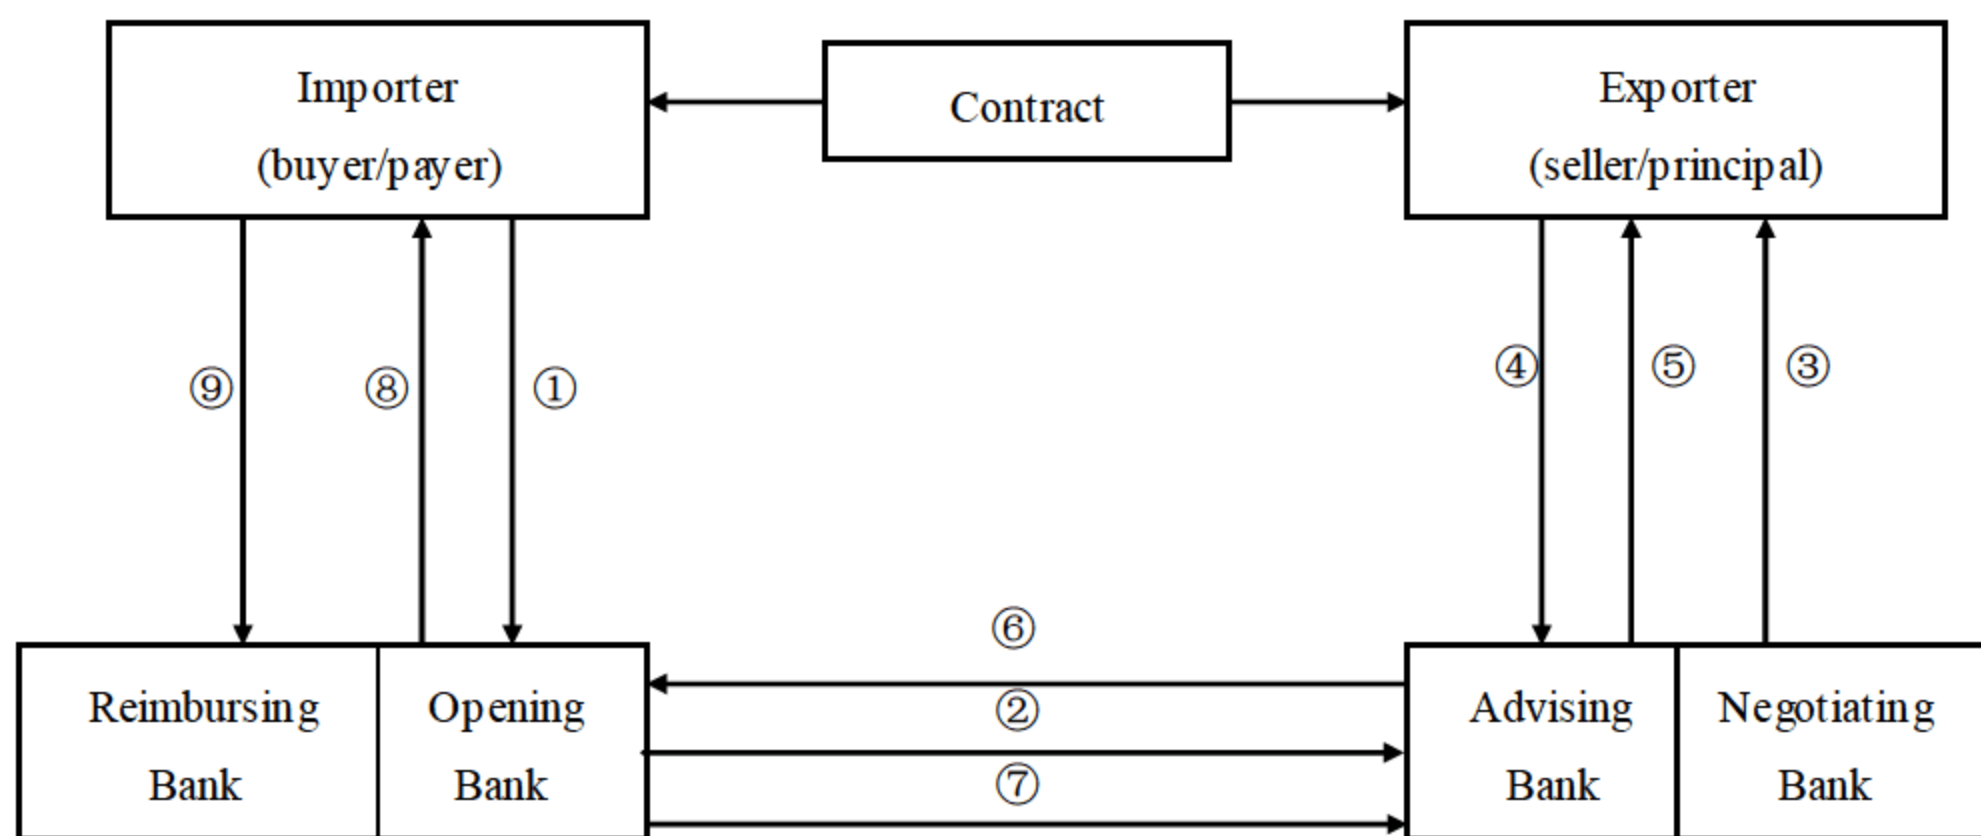 Importer
(buyer/payer)
Contract
Exporter
(seller/principal)
⑨
⑧
①
④
⑤
③
⑥
②
⑦
Reimbursing
Bank
Opening
Bank
Advising
Bank
Negotiating
Bank